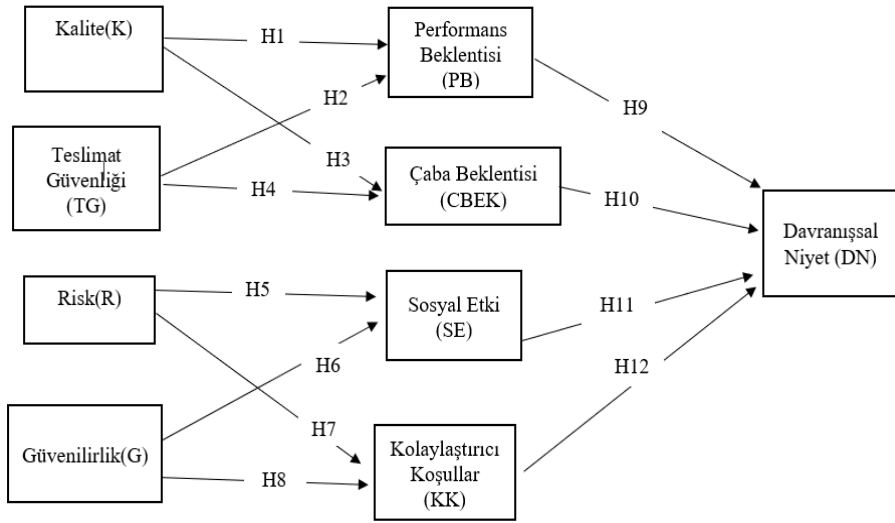 Kalite(K)
H1
Performans
Beklentisi
(PB)
H2
H9
Teslimat
Güvenliği
(TG)
H3
H4
Çaba Beklentisi
(CBEK)
H10
Davranışsal
Niyet (DN)
Risk(R)
H5
Sosyal Etki
(SE)
H11
H6
H12
Güvenilirlik(G)
H7
H8
Kolaylaştırıcı
Koşullar
(KK)